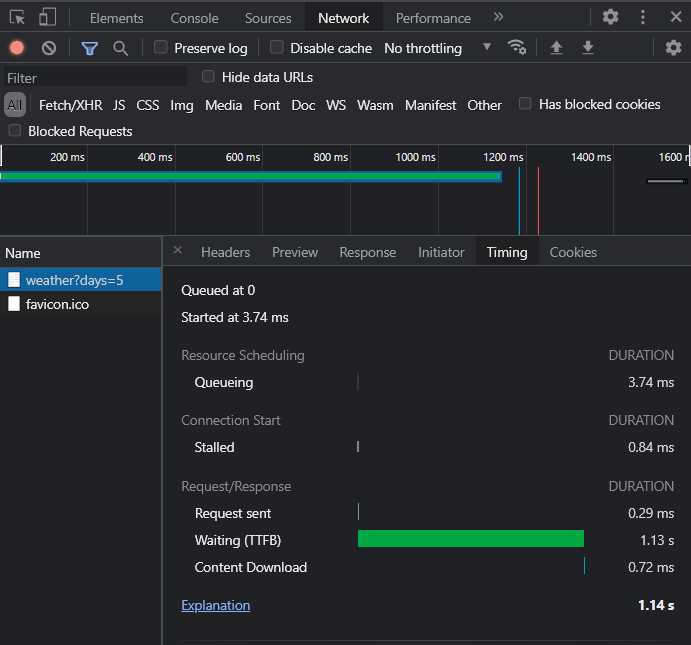 Elements Console Sources Network Performance »
Preserve log Disable cache No throttling
Filter Hide data URLs
All Fetch/XHR JS CSS Img Media Font Doc WS Wasm Manifest Other Has blocked cookies
Blocked Requests
200 ms 400 ms 600 ms 800 ms 1000 ms 1200 ms 1400 ms 1600 m
Name
weather?days=5
favicon.ico
× Headers Preview Response Initiator Timing Cookies
Queued at 0
Started at 3.74 ms
Resource Scheduling DURATION
Queueing 3.74 ms
Connection Start DURATION
Stalled 0.84 ms
Request/Response DURATION
Request sent 0.29 ms
Waiting (TTFB) 1.13 s
Content Download 0.72 ms
Explanation 1.14 s